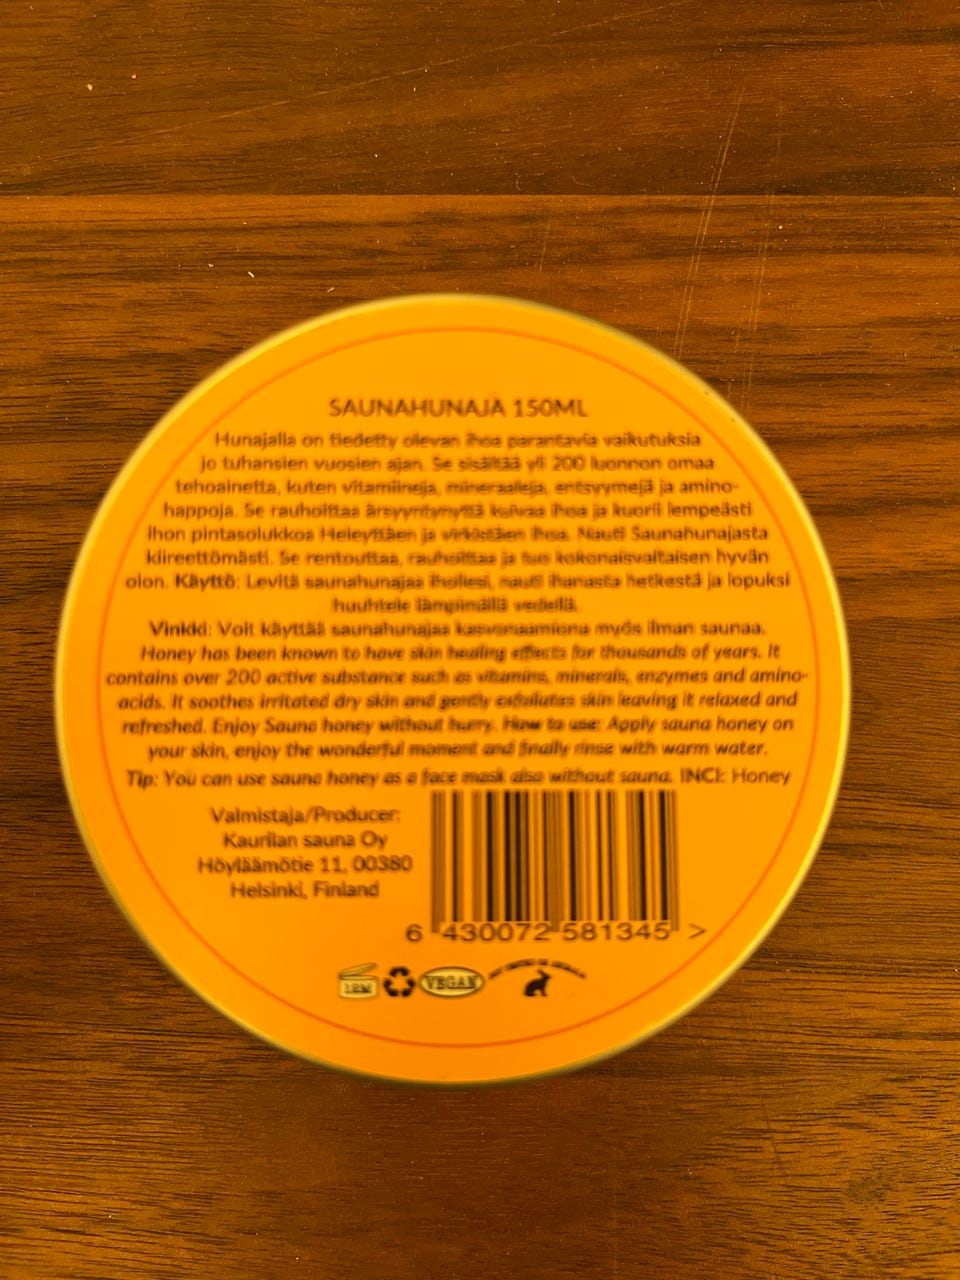 SAUNAHUNAJA 150ML
Hunajalla on tiedetty olevan ihoa parantavia vaikutuksia
jo tuhansien vuosien ajan. Se sisältää yli 200 luonnon omaa
tehoainetta, kuten vitamiineja, mineraaleja, entsyymejä ja amino-
happoja. Se rauhoittaa ärsyyntynyttä kuivaa ihoa ja kuorii lempeästi
ihon pintasolukkoa Heleyttäen ja virkistäen ihoa. Nauti Saunahunajasta
kiireettömästi. Se rentouttaa, rauhoittaa ja tuo kokonaisvaltaisen hyvän
olon. Käyttö: Levitä saunahunajaa ihollesi, nauti ihanasta hetkestä ja lopuksi
huuhtele lämpimällä vedellä.
Vinkki: Voit käyttää saunahunajaa kasvonaamiona myös ilman saunaa.
Honey has been known to have skin healing effects for thousands of years. It
contains over 200 active substance such as vitamins, minerals, enzymes and amino-
acids. It soothes irritated dry skin and gently exfoliates skin leaving it relaxed and
refreshed. Enjoy Sauna honey without hurry. How to use: Apply sauna honey on
your skin, enjoy the wonderful moment and finally rinse with warm water.
Tip: You can use sauna honey as a face mask also without sauna. INCI: Honey
Valmistaja/Producer:
Kaurilan sauna Oy
Höyläämötie 11, 00380
Helsinki, Finland
6 430072 581345 >
18M VEGAN